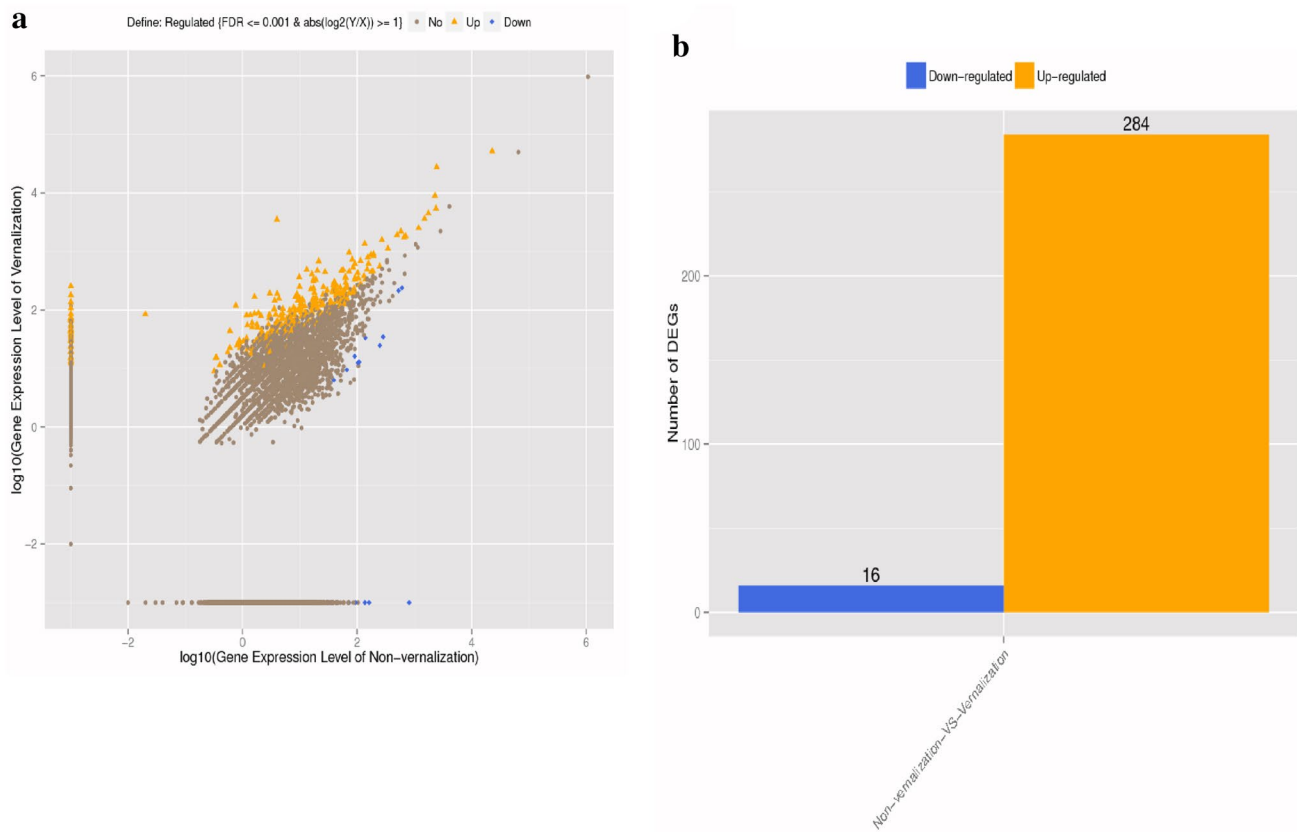 a
Define: Regulated {FDR <= 0.001 & abs(log2(Y/X)) >= 1} No Up Down
6
4
2
0
−2
log10(Gene Expression Level of Vernalization)
−2 0 2 4 6
log10(Gene Expression Level of Non-vernalization)
b
Down-regulated Up-regulated
284
16
200
100
0
Number of DEGs
Non-vernalization-VS-Vernalization